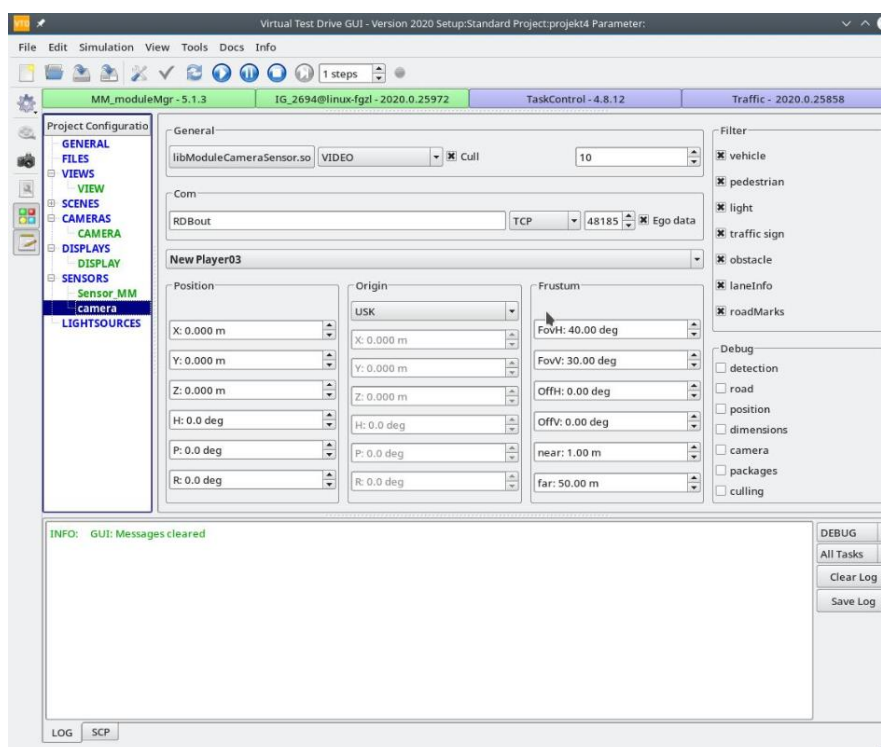 VTD
Virtual Test Drive GUI - Version 2020 Setup:Standard Project:projekt4 Parameter:
File Edit Simulation View Tools Docs Info
1 steps
MM_moduleMgr - 5.1.3 IG_2694@linux-fgzl - 2020.0.25972 TaskControl - 4.8.12 Traffic - 2020.0.25858
Project Configuratio
GENERAL
FILES
VIEWS
VIEW
SCENES
CAMERAS
CAMERA
DISPLAYS
DISPLAY
SENSORS
Sensor_MM
camera
LIGHTSOURCES
General
libModuleCameraSensor.so VIDEO Cull 10
Com
RDBout TCP 48185 Ego data
New Player03
Position
X: 0.000 m
Y: 0.000 m
Z: 0.000 m
H: 0.0 deg
P: 0.0 deg
R: 0.0 deg
Origin
USK
X: 0.000 m
Y: 0.000 m
Z: 0.000 m
H: 0.0 deg
P: 0.0 deg
R: 0.0 deg
Frustum
FovH: 40.00 deg
FovV: 30.00 deg
OffH: 0.00 deg
OffV: 0.00 deg
near: 1.00 m
far: 50.00 m
Filter
vehicle
pedestrian
light
traffic sign
obstacle
laneInfo
roadMarks
Debug
detection
road
position
dimensions
camera
packages
culling
INFO: GUI: Messages cleared
DEBUG
All Tasks
Clear Log
Save Log
LOG SCP